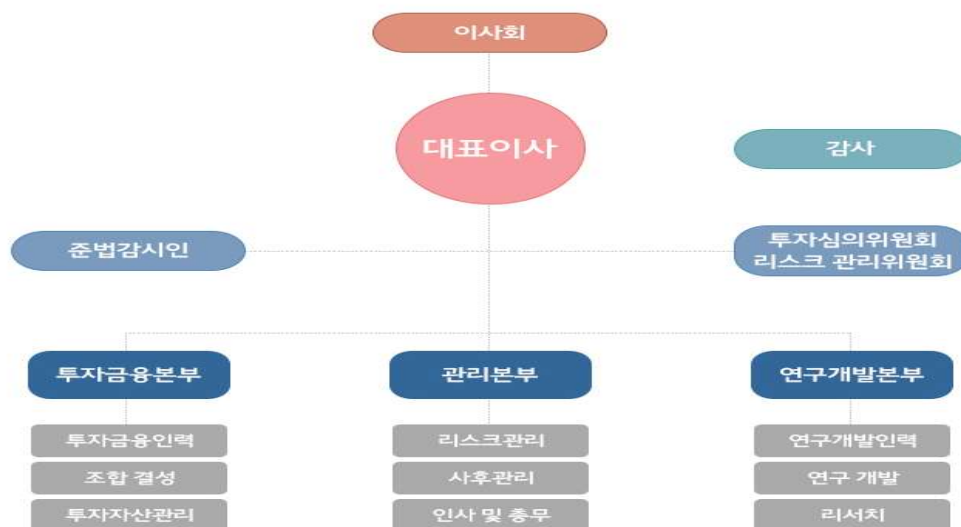 이사회
대표이사
감사
준법감시인
투자심의위원회
리스크 관리위원회
투자금융본부
관리본부
연구개발본부
투자금융인력
리스크관리
연구개발인력
조합 결성
사후관리
연구 개발
투자자산관리
인사 및 총무
리서치